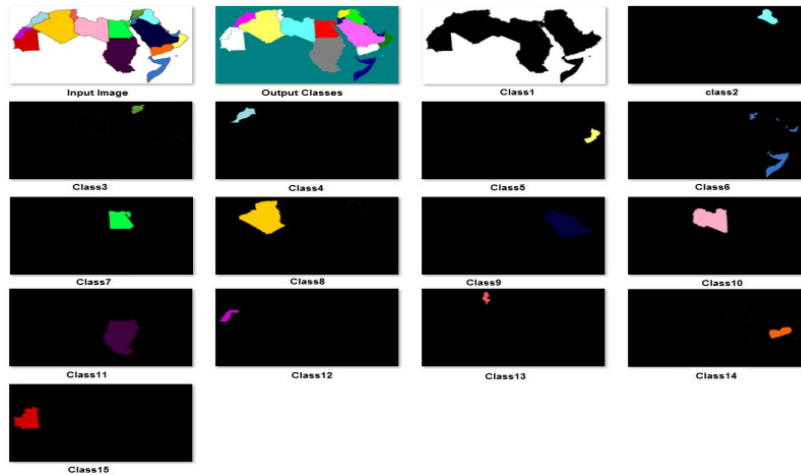 Input Image
Output Classes
Class1
class2
Class3
Class4
Class5
Class6
Class7
Class8
Class9
Class10
Class11
Class12
Class13
Class14
Class15